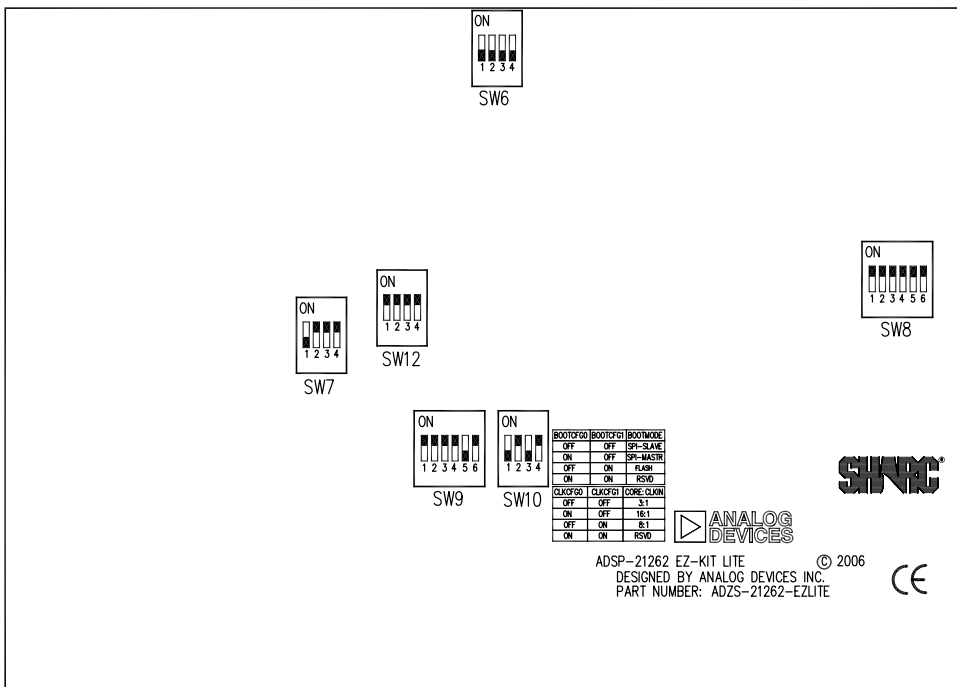 ON
1 2 3 4
SW6
ON
1 2 3 4 5 6
SW8
ON
1 2 3 4
SW12
ON
1 2 3 4
SW7
ON
1 2 3 4 5 6
SW9
ON
1 2 3 4
SW10
BOOTCFG0 BOOTCFG1 BOOTMODE
OFF OFF SPI-SLAVE
ON OFF SPI-MASTR
OFF ON FLASH
ON ON RSVD
CLKCFG0 CLKCFG1 CORE:CLKIN
OFF OFF 3:1
ON OFF 16:1
OFF ON 8:1
ON ON RSVD
SHARC®
ANALOG
DEVICES
ADSP-21262 EZ-KIT LITE © 2006
DESIGNED BY ANALOG DEVICES INC.
PART NUMBER: ADZS-21262-EZLITE
CE